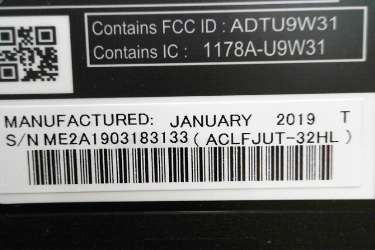 Contains FCC ID : ADTU9W31
Contains IC : 1178A-U9W31
MANUFACTURED: JANUARY 2019 T
S/N ME2A1903183133 ( ACLFJUT-32HL )